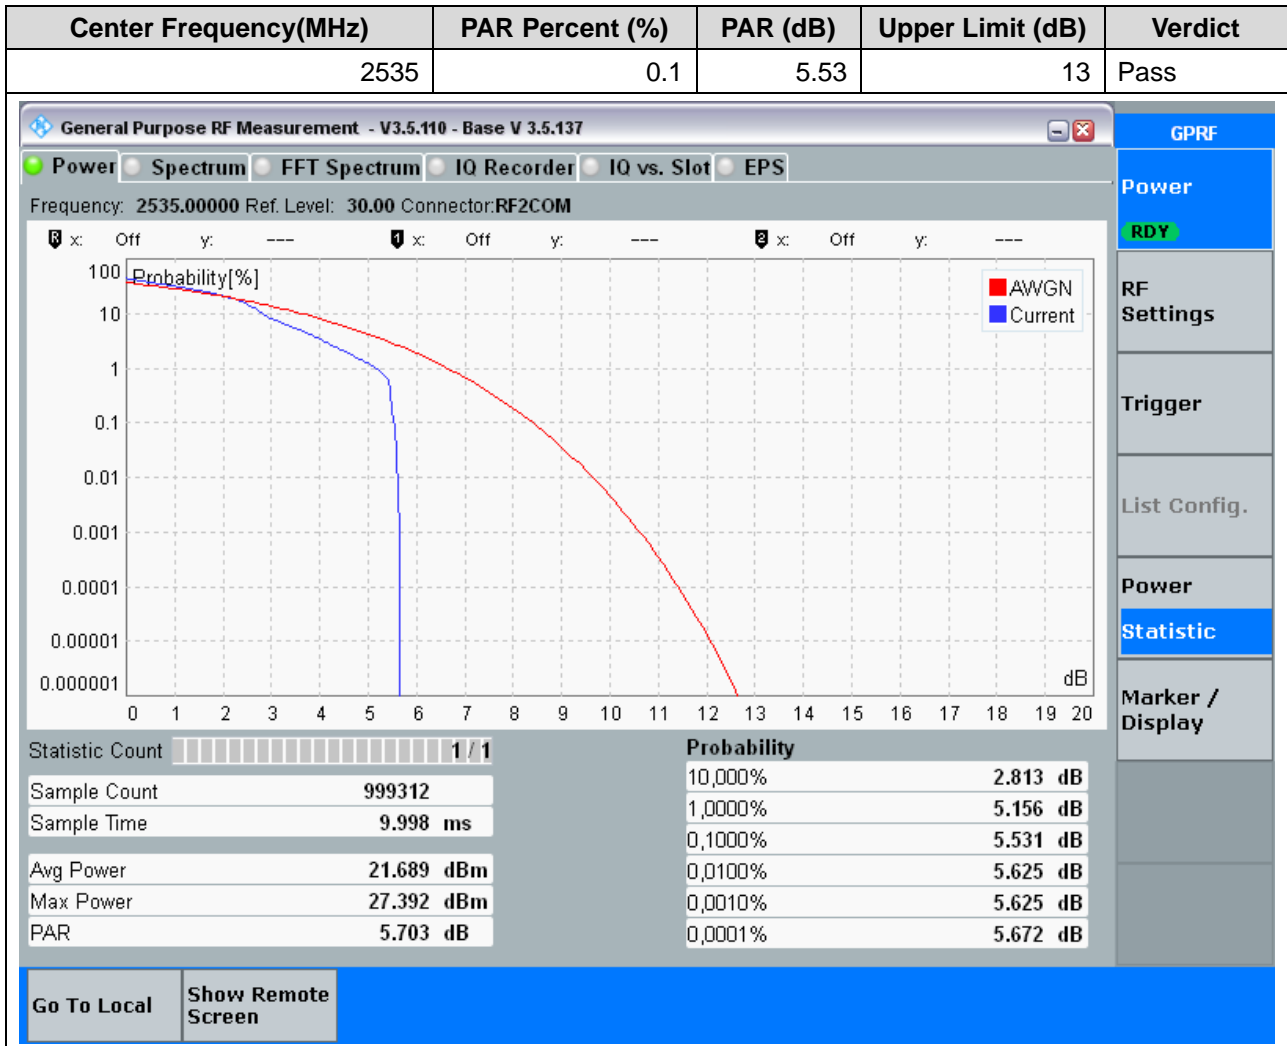 Center Frequency(MHz) PAR Percent (%) PAR (dB) Upper Limit (dB) Verdict
2535 0.1 5.53 13 Pass
General Purpose RF Measurement - V3.5.110 - Base V 3.5.137
GPRF
Power Spectrum FFT Spectrum IQ Recorder IQ vs. Slot EPS
Power
RDY
Frequency: 2535.00000 Ref. Level: 30.00 Connector:RF2COM
R x: Off y: --- 1 x: Off y: --- 2 x: Off y: ---
Probability[%]
AWGN
Current
100
10
1
0.1
0.01
0.001
0.0001
0.00001
0.000001
dB
0 1 2 3 4 5 6 7 8 9 10 11 12 13 14 15 16 17 18 19 20
RF
Settings
Trigger
List Config.
Power
Statistic
Marker /
Display
Statistic Count 1 / 1
Sample Count 999312
Sample Time 9.998 ms
Avg Power 21.689 dBm
Max Power 27.392 dBm
PAR 5.703 dB
Probability
10,000% 2.813 dB
1,0000% 5.156 dB
0,1000% 5.531 dB
0,0100% 5.625 dB
0,0010% 5.625 dB
0,0001% 5.672 dB
Go To Local
Show Remote
Screen